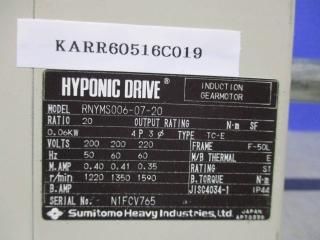 KARR60516C019
HYPONIC DRIVE® INDUCTION GEARMOTOR
MODEL RNYMS006-07-20
RATIO 20 OUTPUT RATING N-m SF
0.06KW 4P 3Φ TYPE TC-E
VOLTS 200 200 220 F-50L
Hz 50 60 60 M/B THERMAL E
M.AMP 0.40 0.41 0.35 RATING ST
r/min 1220 1350 1590 B.TORQUE N-m
B.AMP JISC4034-1 IP44
SERIAL No. N1FCV765
Sumitomo Heavy Industries,Ltd. JAPAN